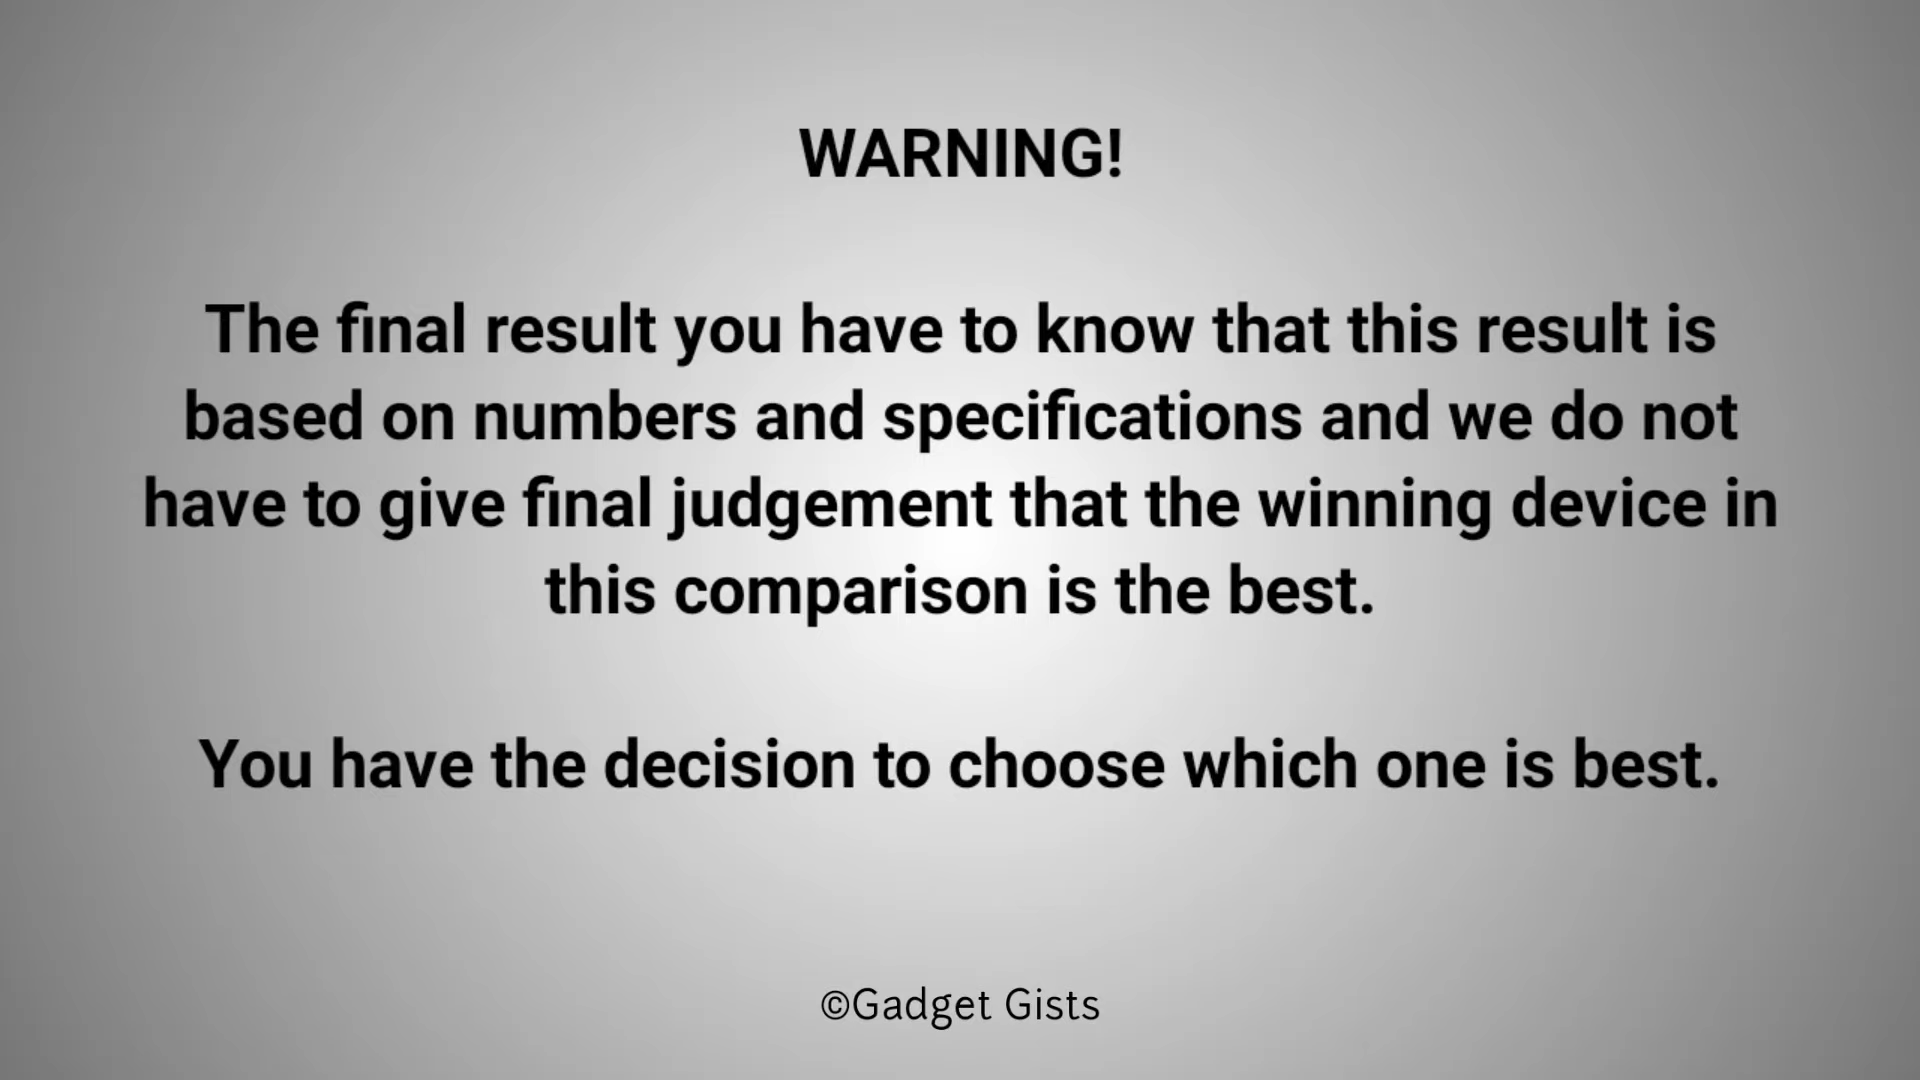 WARNING!
The final result you have to know that this result is
based on numbers and specifications and we do not
have to give final judgement that the winning device in
this comparison is the best.
You have the decision to choose which one is best.
©Gadget Gists